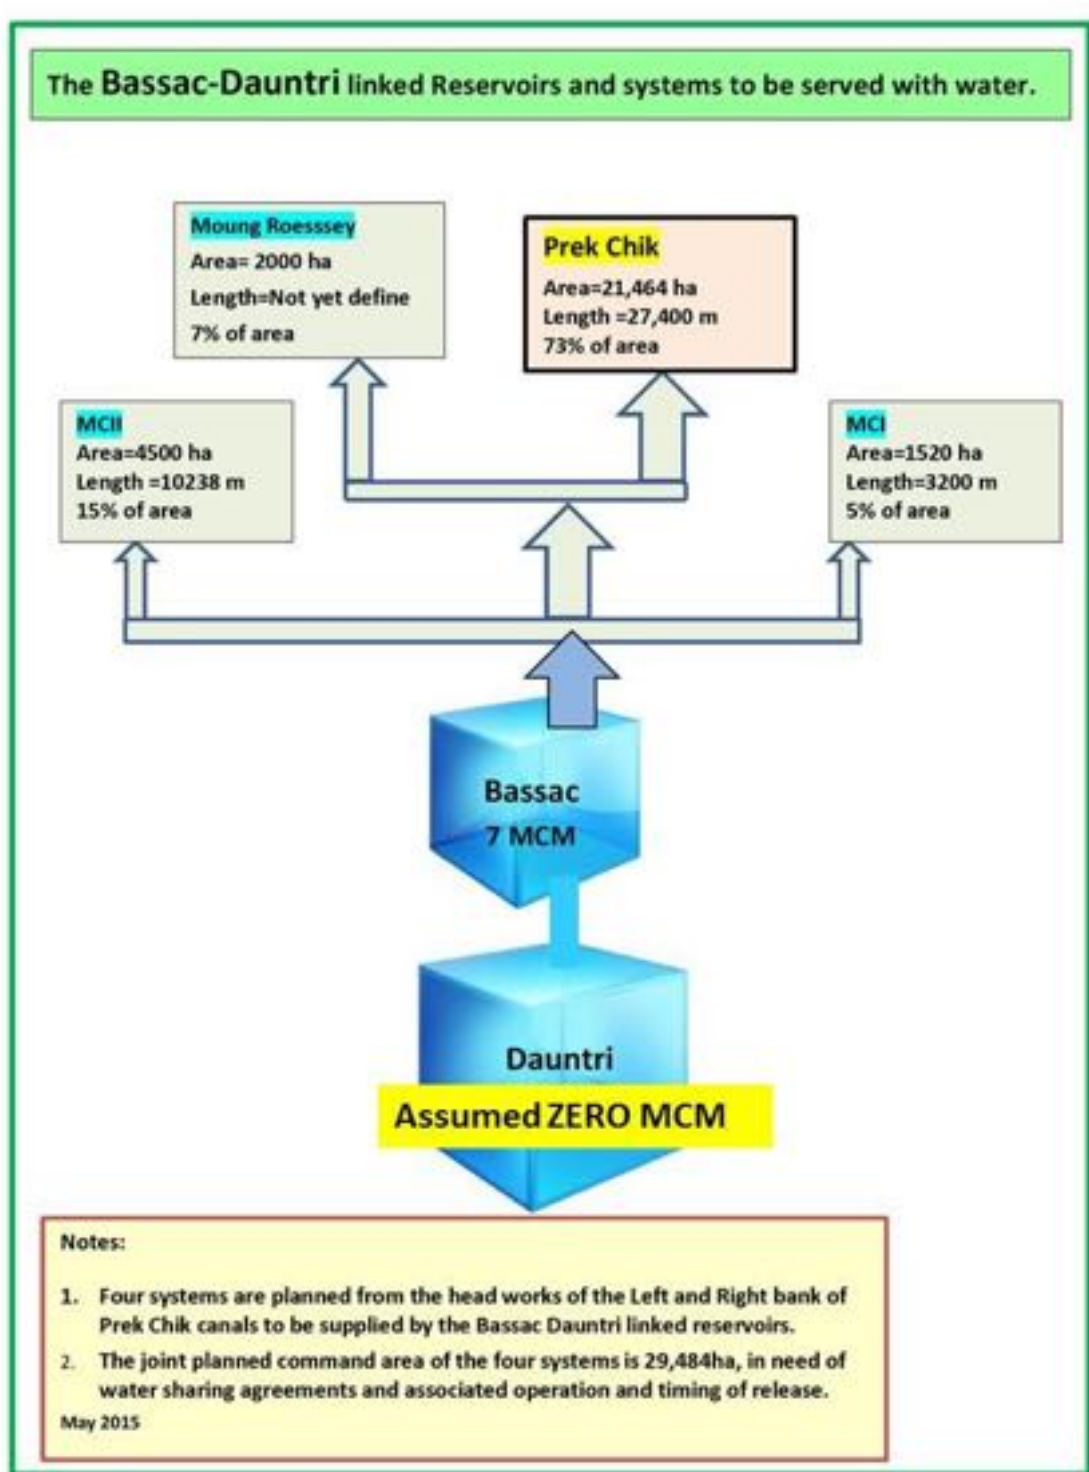 The Bassac-Dauntri linked Reservoirs and systems to be served with water.
Moung Roesssey
Area= 2000 ha
Length=Not yet define
7% of area
Prek Chik
Area=21,464 ha
Length =27,400 m
73% of area
MCII
Area=4500 ha
Length =10238 m
15% of area
MCI
Area=1520 ha
Length=3200 m
5% of area
Bassac
7 MCM
Dauntri
Assumed ZERO MCM
Notes:
1. Four systems are planned from the head works of the Left and Right bank of
Prek Chik canals to be supplied by the Bassac Dauntri linked reservoirs.
2. The joint planned command area of the four systems is 29,484ha, in need of
water sharing agreements and associated operation and timing of release.
May 2015